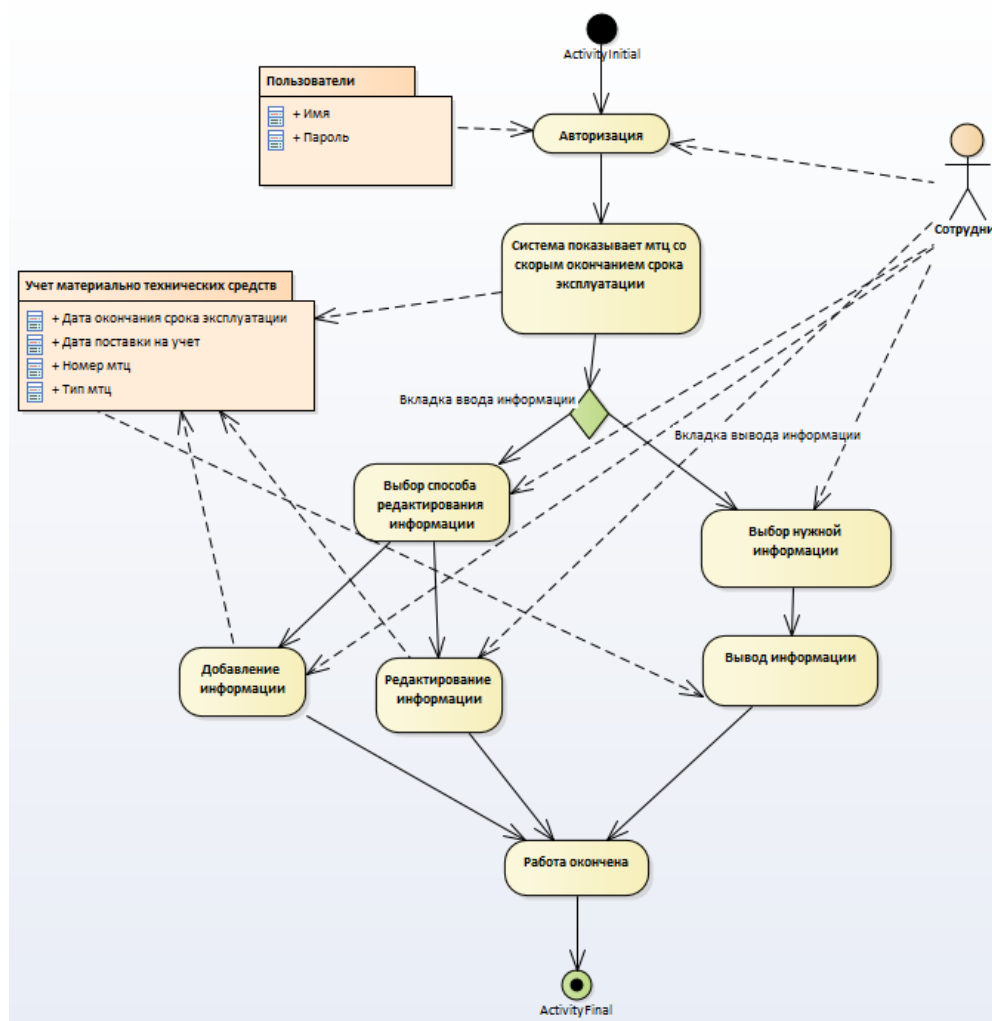 ActivityInitial
Пользователи
+ Имя
+ Пароль
Авторизация
Сотрудни
Система показывает мтц со
скорым окончанием срока
эксплуатации
Учет материально технических средств
+ Дата окончания срока эксплуатации
+ Дата поставки на учет
+ Номер мтц
+ Тип мтц
Вкладка ввода информации
Вкладка вывода информации
Выбор способа
редактирования
информации
Выбор нужной
информации
Добавление
информации
Редактирование
информации
Вывод информации
Работа окончена
ActivityFinal